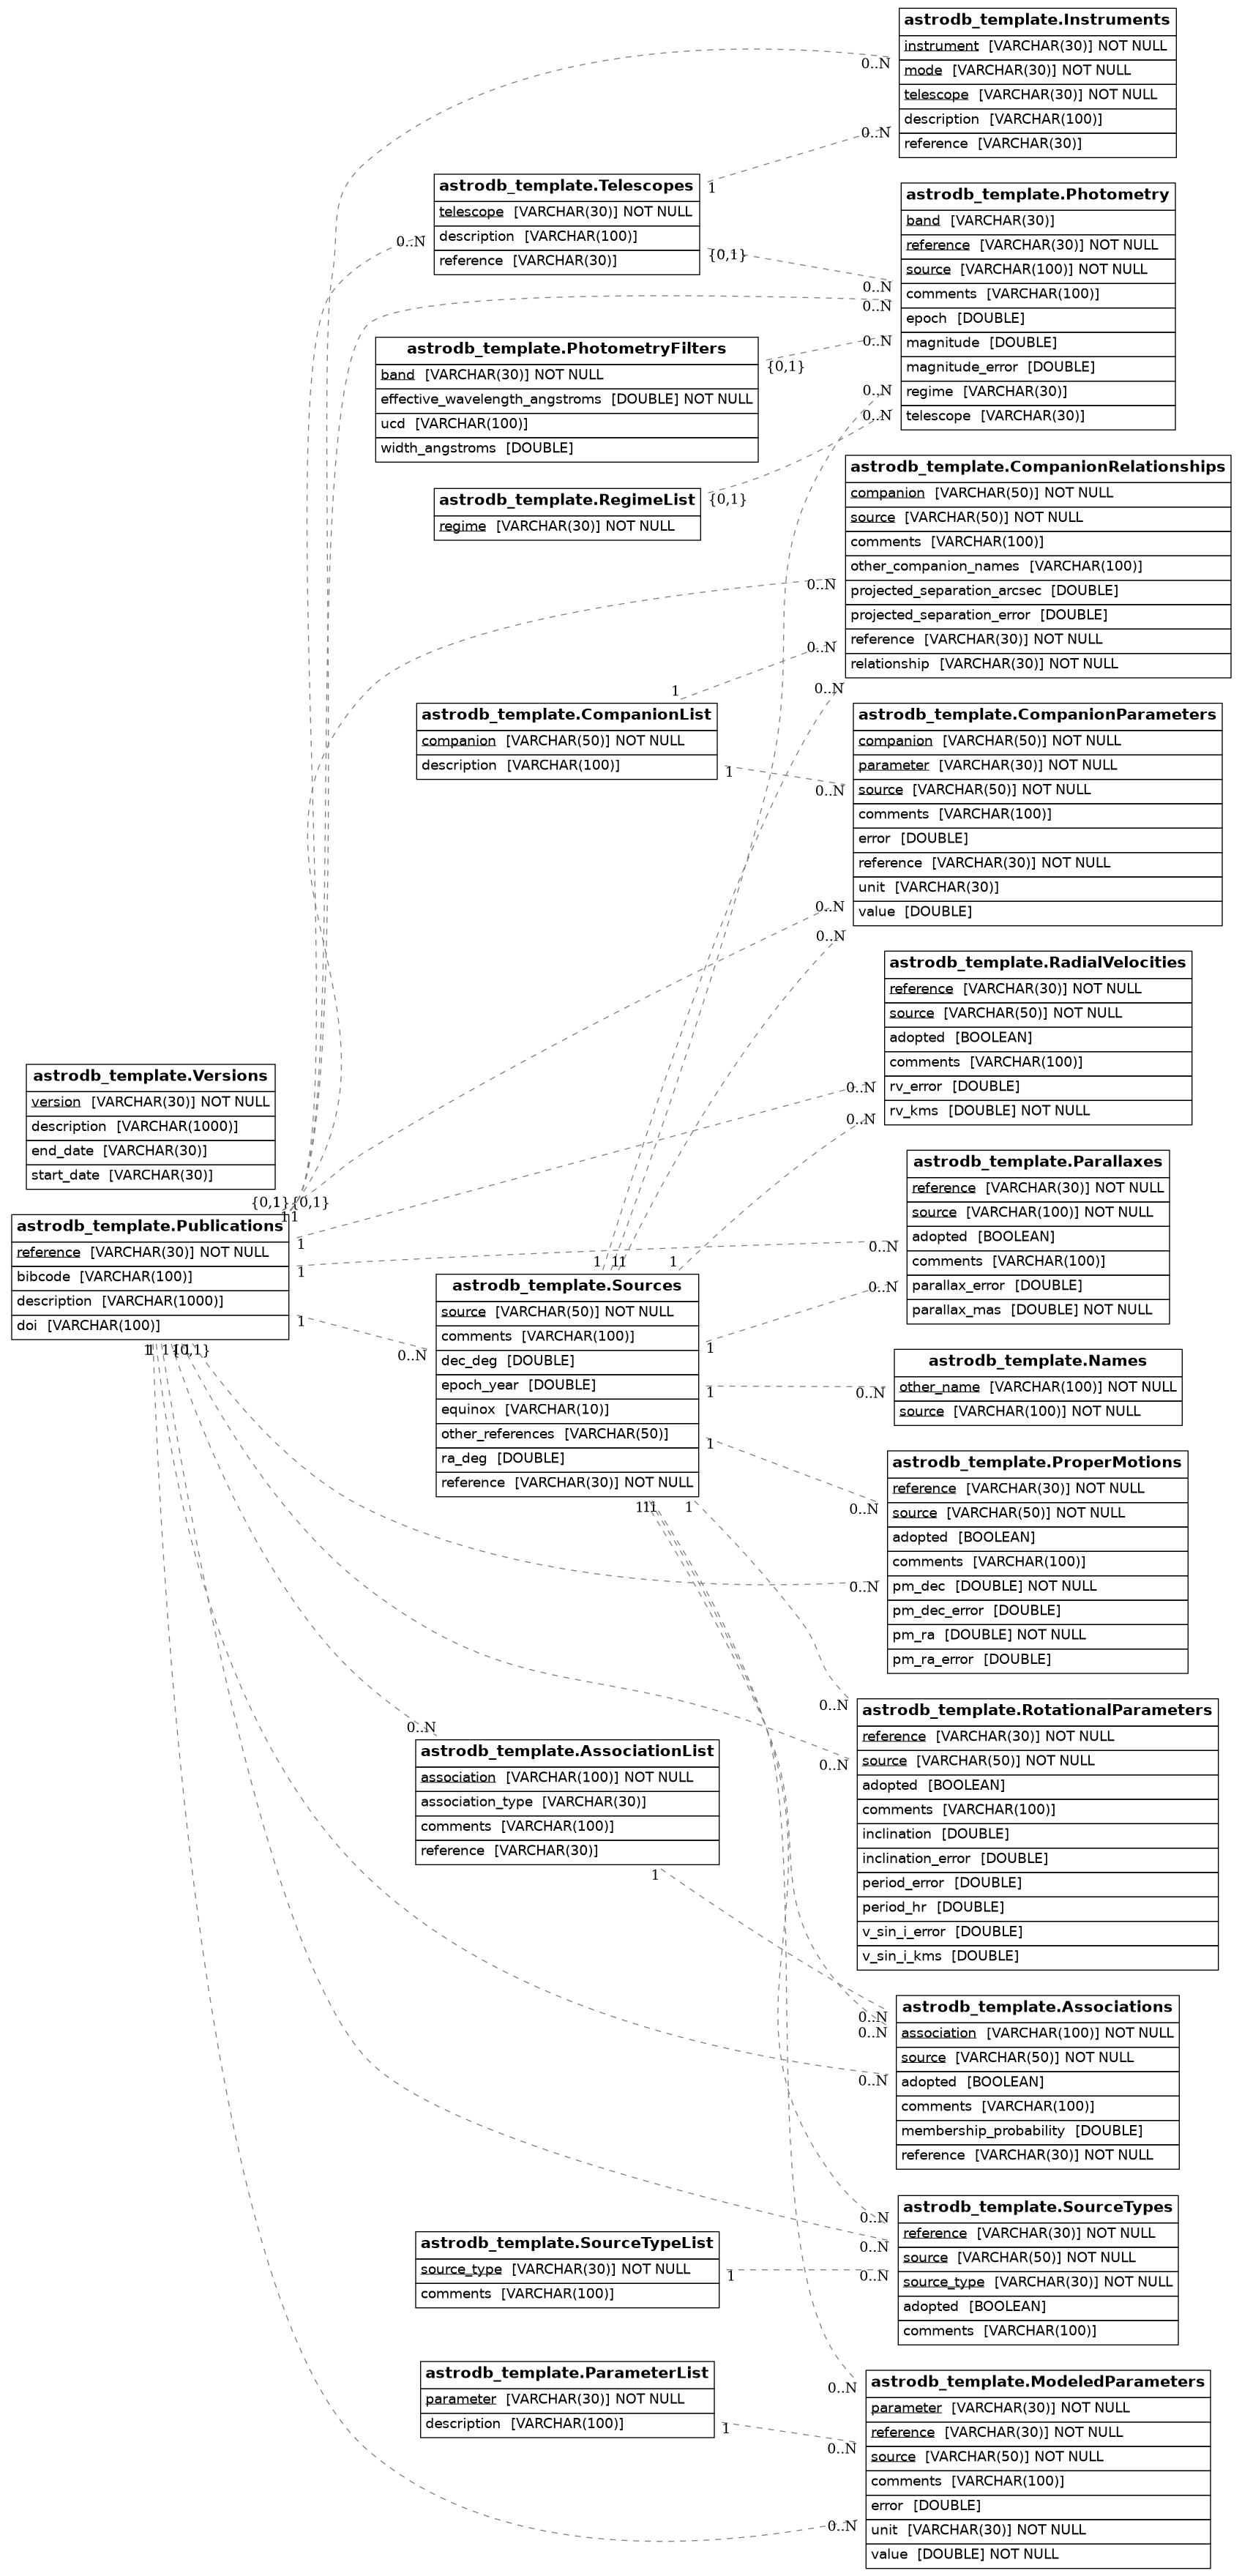 astrodb_template.Instruments
instrument [VARCHAR(30)] NOT NULL
mode [VARCHAR(30)] NOT NULL
telescope [VARCHAR(30)] NOT NULL
description [VARCHAR(100)]
reference [VARCHAR(30)]
0..N
0..N
astrodb_template.Telescopes
telescope [VARCHAR(30)] NOT NULL
description [VARCHAR(100)]
reference [VARCHAR(30)]
1
0..N
{0,1}
astrodb_template.Photometry
band [VARCHAR(30)]
reference [VARCHAR(30)] NOT NULL
source [VARCHAR(100)] NOT NULL
comments [VARCHAR(100)]
epoch [DOUBLE]
magnitude [DOUBLE]
magnitude_error [DOUBLE]
regime [VARCHAR(30)]
telescope [VARCHAR(30)]
0..N
0..N
0..N
0..N
0..N
astrodb_template.PhotometryFilters
band [VARCHAR(30)] NOT NULL
effective_wavelength_angstroms [DOUBLE] NOT NULL
ucd [VARCHAR(100)]
width_angstroms [DOUBLE]
{0,1}
astrodb_template.RegimeList
regime [VARCHAR(30)] NOT NULL
{0,1}
astrodb_template.CompanionRelationships
companion [VARCHAR(50)] NOT NULL
source [VARCHAR(50)] NOT NULL
comments [VARCHAR(100)]
other_companion_names [VARCHAR(100)]
projected_separation_arcsec [DOUBLE]
projected_separation_error [DOUBLE]
reference [VARCHAR(30)] NOT NULL
relationship [VARCHAR(30)] NOT NULL
0..N
0..N
0..N
astrodb_template.CompanionList
companion [VARCHAR(50)] NOT NULL
description [VARCHAR(100)]
1
1
astrodb_template.CompanionParameters
companion [VARCHAR(50)] NOT NULL
parameter [VARCHAR(30)] NOT NULL
source [VARCHAR(50)] NOT NULL
comments [VARCHAR(100)]
error [DOUBLE]
reference [VARCHAR(30)] NOT NULL
unit [VARCHAR(30)]
value [DOUBLE]
0..N
0..N
0..N
astrodb_template.RadialVelocities
reference [VARCHAR(30)] NOT NULL
source [VARCHAR(50)] NOT NULL
adopted [BOOLEAN]
comments [VARCHAR(100)]
rv_error [DOUBLE]
rv_kms [DOUBLE] NOT NULL
0..N
0..N
astrodb_template.Versions
version [VARCHAR(30)] NOT NULL
description [VARCHAR(1000)]
end_date [VARCHAR(30)]
start_date [VARCHAR(30)]
{0,1}
{0,1}
1
1
astrodb_template.Publications
reference [VARCHAR(30)] NOT NULL
bibcode [VARCHAR(100)]
description [VARCHAR(1000)]
doi [VARCHAR(100)]
1
1
1
astrodb_template.Parallaxes
reference [VARCHAR(30)] NOT NULL
source [VARCHAR(100)] NOT NULL
adopted [BOOLEAN]
comments [VARCHAR(100)]
parallax_error [DOUBLE]
parallax_mas [DOUBLE] NOT NULL
0..N
0..N
1
1
1
astrodb_template.Sources
source [VARCHAR(50)] NOT NULL
comments [VARCHAR(100)]
dec_deg [DOUBLE]
epoch_year [DOUBLE]
equinox [VARCHAR(10)]
other_references [VARCHAR(50)]
ra_deg [DOUBLE]
reference [VARCHAR(30)] NOT NULL
0..N
1
1
1
1
astrodb_template.Names
other_name [VARCHAR(100)] NOT NULL
source [VARCHAR(100)] NOT NULL
0..N
astrodb_template.ProperMotions
reference [VARCHAR(30)] NOT NULL
source [VARCHAR(50)] NOT NULL
adopted [BOOLEAN]
comments [VARCHAR(100)]
pm_dec [DOUBLE] NOT NULL
pm_dec_error [DOUBLE]
pm_ra [DOUBLE] NOT NULL
pm_ra_error [DOUBLE]
0..N
0..N
astrodb_template.RotationalParameters
reference [VARCHAR(30)] NOT NULL
source [VARCHAR(50)] NOT NULL
adopted [BOOLEAN]
comments [VARCHAR(100)]
inclination [DOUBLE]
inclination_error [DOUBLE]
period_error [DOUBLE]
period_hr [DOUBLE]
v_sin_i_error [DOUBLE]
v_sin_i_kms [DOUBLE]
0..N
0..N
0..N
astrodb_template.AssociationList
association [VARCHAR(100)] NOT NULL
association_type [VARCHAR(30)]
comments [VARCHAR(100)]
reference [VARCHAR(30)]
1
astrodb_template.Associations
association [VARCHAR(100)] NOT NULL
source [VARCHAR(50)] NOT NULL
adopted [BOOLEAN]
comments [VARCHAR(100)]
membership_probability [DOUBLE]
reference [VARCHAR(30)] NOT NULL
0..N
0..N
0..N
astrodb_template.SourceTypes
reference [VARCHAR(30)] NOT NULL
source [VARCHAR(50)] NOT NULL
source_type [VARCHAR(30)] NOT NULL
adopted [BOOLEAN]
comments [VARCHAR(100)]
0..N
0..N
0..N
astrodb_template.SourceTypeList
source_type [VARCHAR(30)] NOT NULL
comments [VARCHAR(100)]
1
astrodb_template.ParameterList
parameter [VARCHAR(30)] NOT NULL
description [VARCHAR(100)]
1
astrodb_template.ModeledParameters
parameter [VARCHAR(30)] NOT NULL
reference [VARCHAR(30)] NOT NULL
source [VARCHAR(50)] NOT NULL
comments [VARCHAR(100)]
error [DOUBLE]
unit [VARCHAR(30)] NOT NULL
value [DOUBLE] NOT NULL
0..N
0..N
0..N